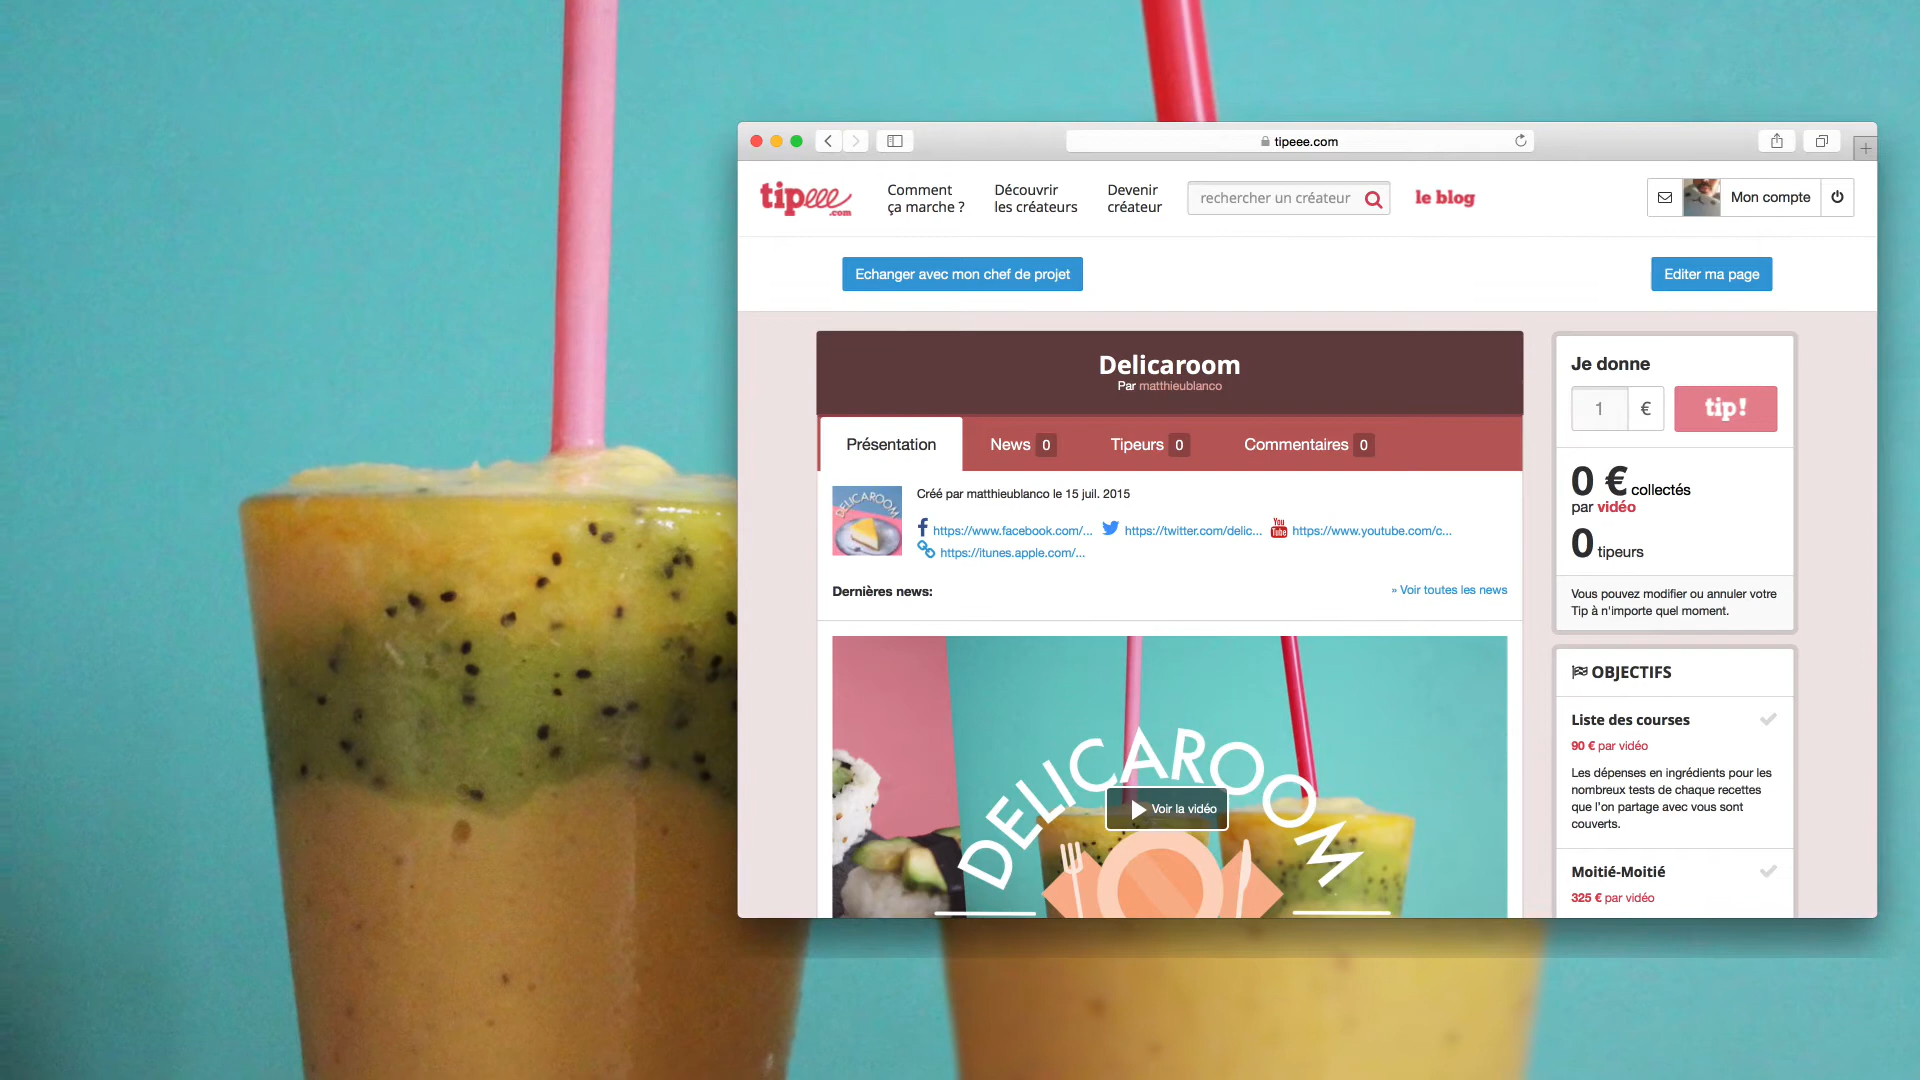 tipeee.com
tipeee
.com
Comment
ça marche ?
Découvrir
les créateurs
Devenir
créateur
rechercher un créateur
le blog
Mon compte
Echanger avec mon chef de projet
Editer ma page
Delicaroom
Par matthieublanco
Présentation
News 0
Tipeurs 0
Commentaires 0
DELICAROOM
Créé par matthieublanco le 15 juil. 2015
https://www.facebook.com/...
https://twitter.com/delic...
You
Tube
https://www.youtube.com/c...
https://itunes.apple.com/...
Dernières news:
» Voir toutes les news
DELICAROOM
Voir la vidéo
Je donne
1 €
tip!
0 € collectés
par vidéo
0 tipeurs
Vous pouvez modifier ou annuler votre
Tip à n'importe quel moment.
OBJECTIFS
Liste des courses
90 € par vidéo
Les dépenses en ingrédients pour les
nombreux tests de chaque recettes
que l'on partage avec vous sont
couverts.
Moitié-Moitié
325 € par vidéo